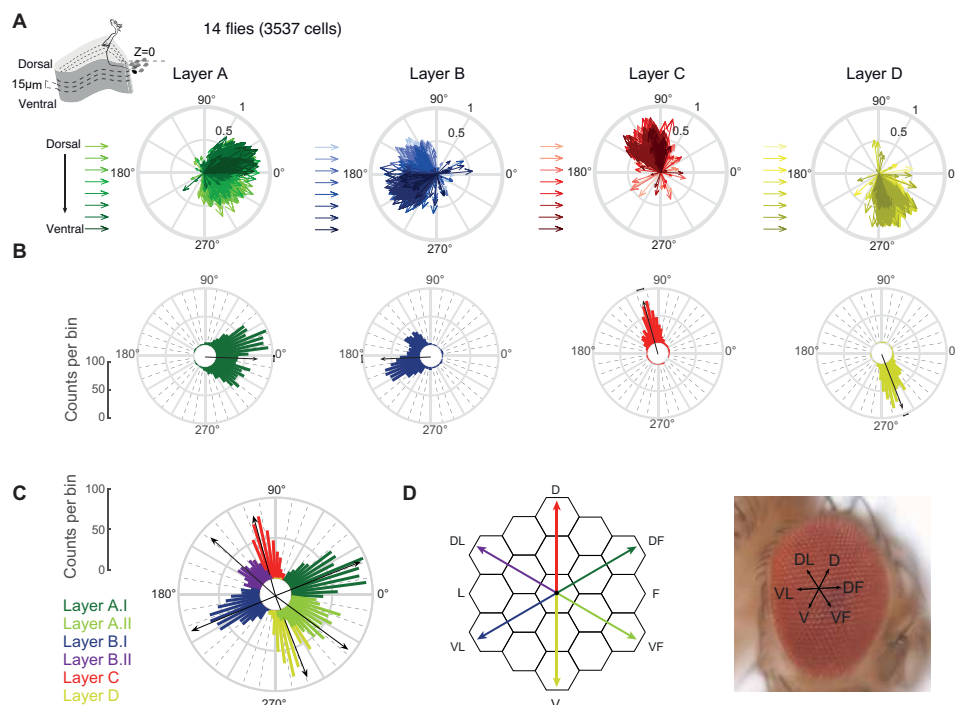 A
14 flies (3537 cells)
Z=0
Dorsal
15μm
Ventral
Layer A
Layer B
Layer C
Layer D
90°
1
0.5
180°
0°
270°
90°
1
0.5
180°
0°
270°
90°
1
0.5
180°
0°
270°
90°
1
0.5
180°
0
270°
Dorsal
Ventral
B
Counts per bin
100
50
0
90°
180°
0°
270°
90°
180°
0°
270°
90°
180°
0°
270°
90°
180°
0
270°
C
Counts per bin
100
50
0
90°
180°
0°
270°
Layer A.I
Layer A.II
Layer B.I
Layer B.II
Layer C
Layer D
D
D
DL
DF
L
F
VL
VF
V
DL
D
VL
DF
V
VF